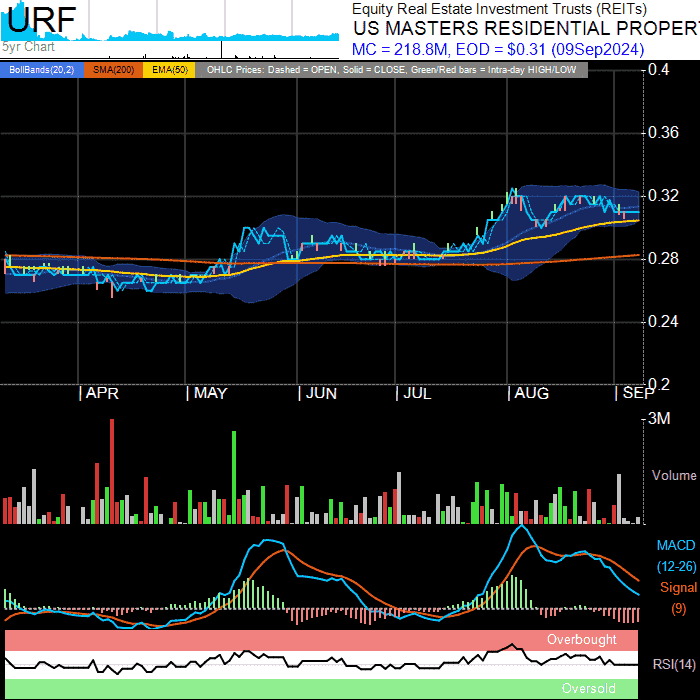 URF
5yr Chart
Equity Real Estate Investment Trusts (REITs)
US MASTERS RESIDENTIAL PROPER
MC = 218.8M, EOD = $0.31 (09Sep2024)
BollBands(20,2) SMA(200) EMA(50) OHLC Prices: Dashed = OPEN, Solid = CLOSE, Green/Red bars = Intra-day HIGH/LOW
0.4
0.36
0.32
0.28
0.24
0.2
APR MAY JUN JUL AUG SEP
3M
Volume
MACD
(12-26)
Signal
(9)
Overbought
RSI(14)
Oversold